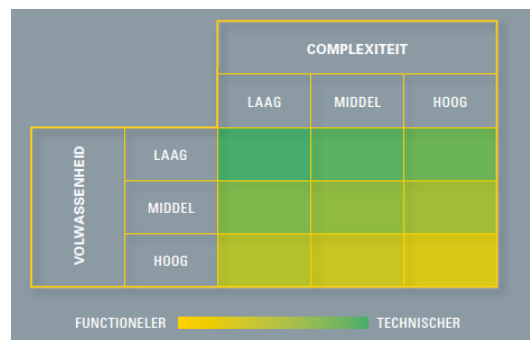 COMPLEXITEIT
LAAG
MIDDEL
HOOG
VOLWASSENHEID
LAAG
MIDDEL
HOOG
FUNCTIONELER
TECHNISCHER